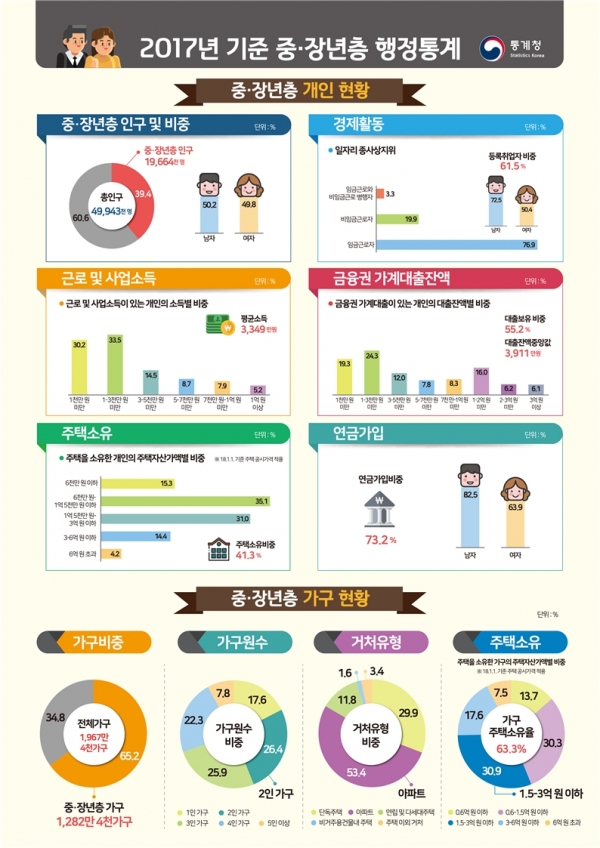 2017년 기준 중·장년층 행정통계
통계청
Statistics Korea
중·장년층 개인 현황
중·장년층 인구 및 비중
단위 : %
중·장년층 인구
19,664천 명
총인구
49,943천 명
39.4
60.6
50.2
49.8
남자
여자
경제활동
단위 : %
• 일자리 종사상지위
등록취업자 비중
61.5 %
임금근로와
비임금근로 병행자
3.3
비임금근로자
19.9
임금근로자
76.9
72.5
50.4
남자
여자
근로 및 사업소득
단위 : %
• 근로 및 사업소득이 있는 개인의 소득별 비중
평균소득
3,349만원
30.2
33.5
14.5
8.7
7.9
5.2
1천만 원 미만
1-3천만 원 미만
3-5천만 원 미만
5-7천만 원 미만
7천만 원-1억 원 미만
1억 원 이상
금융권 가계대출잔액
단위 : %
• 금융권 가계대출이 있는 개인의 대출잔액별 비중
대출보유 비중
55.2 %
대출잔액중앙값
3,911만원
19.3
24.3
12.0
7.8
8.3
16.0
6.2
6.1
1천만 원 미만
1-3천만 원 미만
3-5천만 원 미만
5-7천만 원 미만
7천만 원-1억 원 미만
1-2억 원 미만
2-3억 원 미만
3억 원 이상
주택소유
단위 : %
• 주택을 소유한 개인의 주택자산가액별 비중
※ 18.1.1. 기준 주택 공시가격 적용
6천만 원 이하
15.3
6천만 원-
1억 5천만 원 이하
35.1
1억 5천만 원-
3억 원 이하
31.0
3-6억 원 이하
14.4
6억 원 초과
4.2
주택소유비중
41.3 %
연금가입
단위 : %
연금가입비중
73.2 %
82.5
63.9
남자
여자
중·장년층 가구 현황
단위 : %
가구비중
34.8
65.2
전체가구
1,967만
4천가구
중·장년층 가구
1,282만 4천가구
가구원수
7.8
17.6
22.3
26.4
25.9
가구원수
비중
2인 가구
1인 가구
2인 가구
3인 가구
4인 가구
5인 이상
거처유형
1.6
3.4
11.8
29.9
53.4
거처유형
비중
아파트
단독주택
아파트
연립 및 다세대주택
비거주용건물내 주택
주택 이외 거처
주택소유
주택을 소유한 가구의 주택자산가액별 비중
※ 18.1.1. 기준 주택 공시가격 적용
7.5
13.7
17.6
30.3
30.9
가구
주택소유율
63.3%
1.5-3억 원 이하
0.6억 원 이하
0.6-1.5억 원 이하
1.5-3억 원 이하
3-6억 원 이하
6억 원 초과